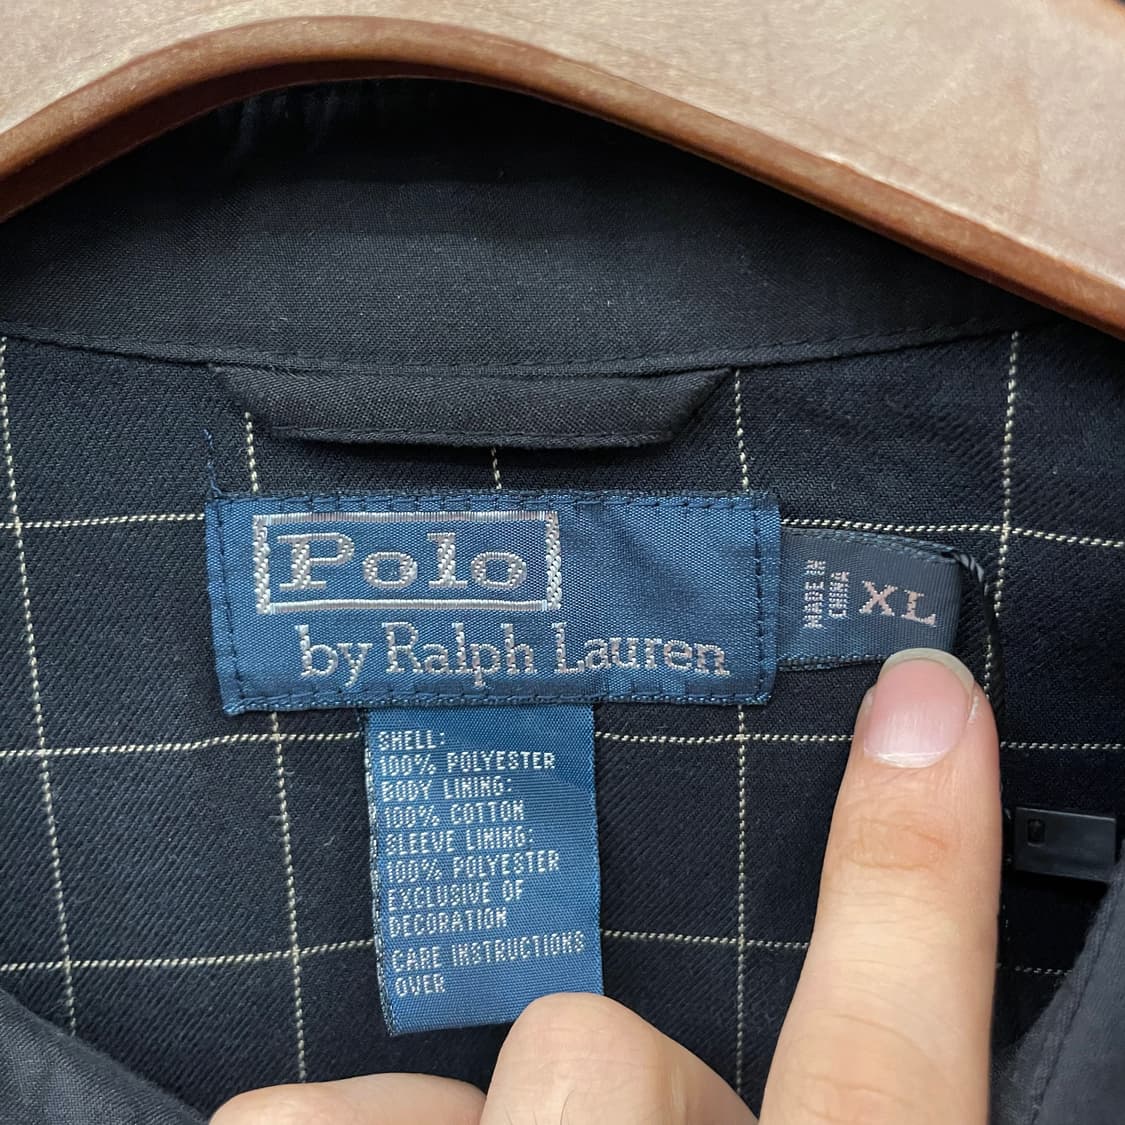 Polo
by Ralph Lauren
MADE IN
CHINA
XL
SHELL:
100% POLYESTER
BODY LINING:
100% COTTON
SLEEVE LINING:
100% POLYESTER
EXCLUSIVE OF
DECORATION
CARE INSTRUCTIONS
OVER